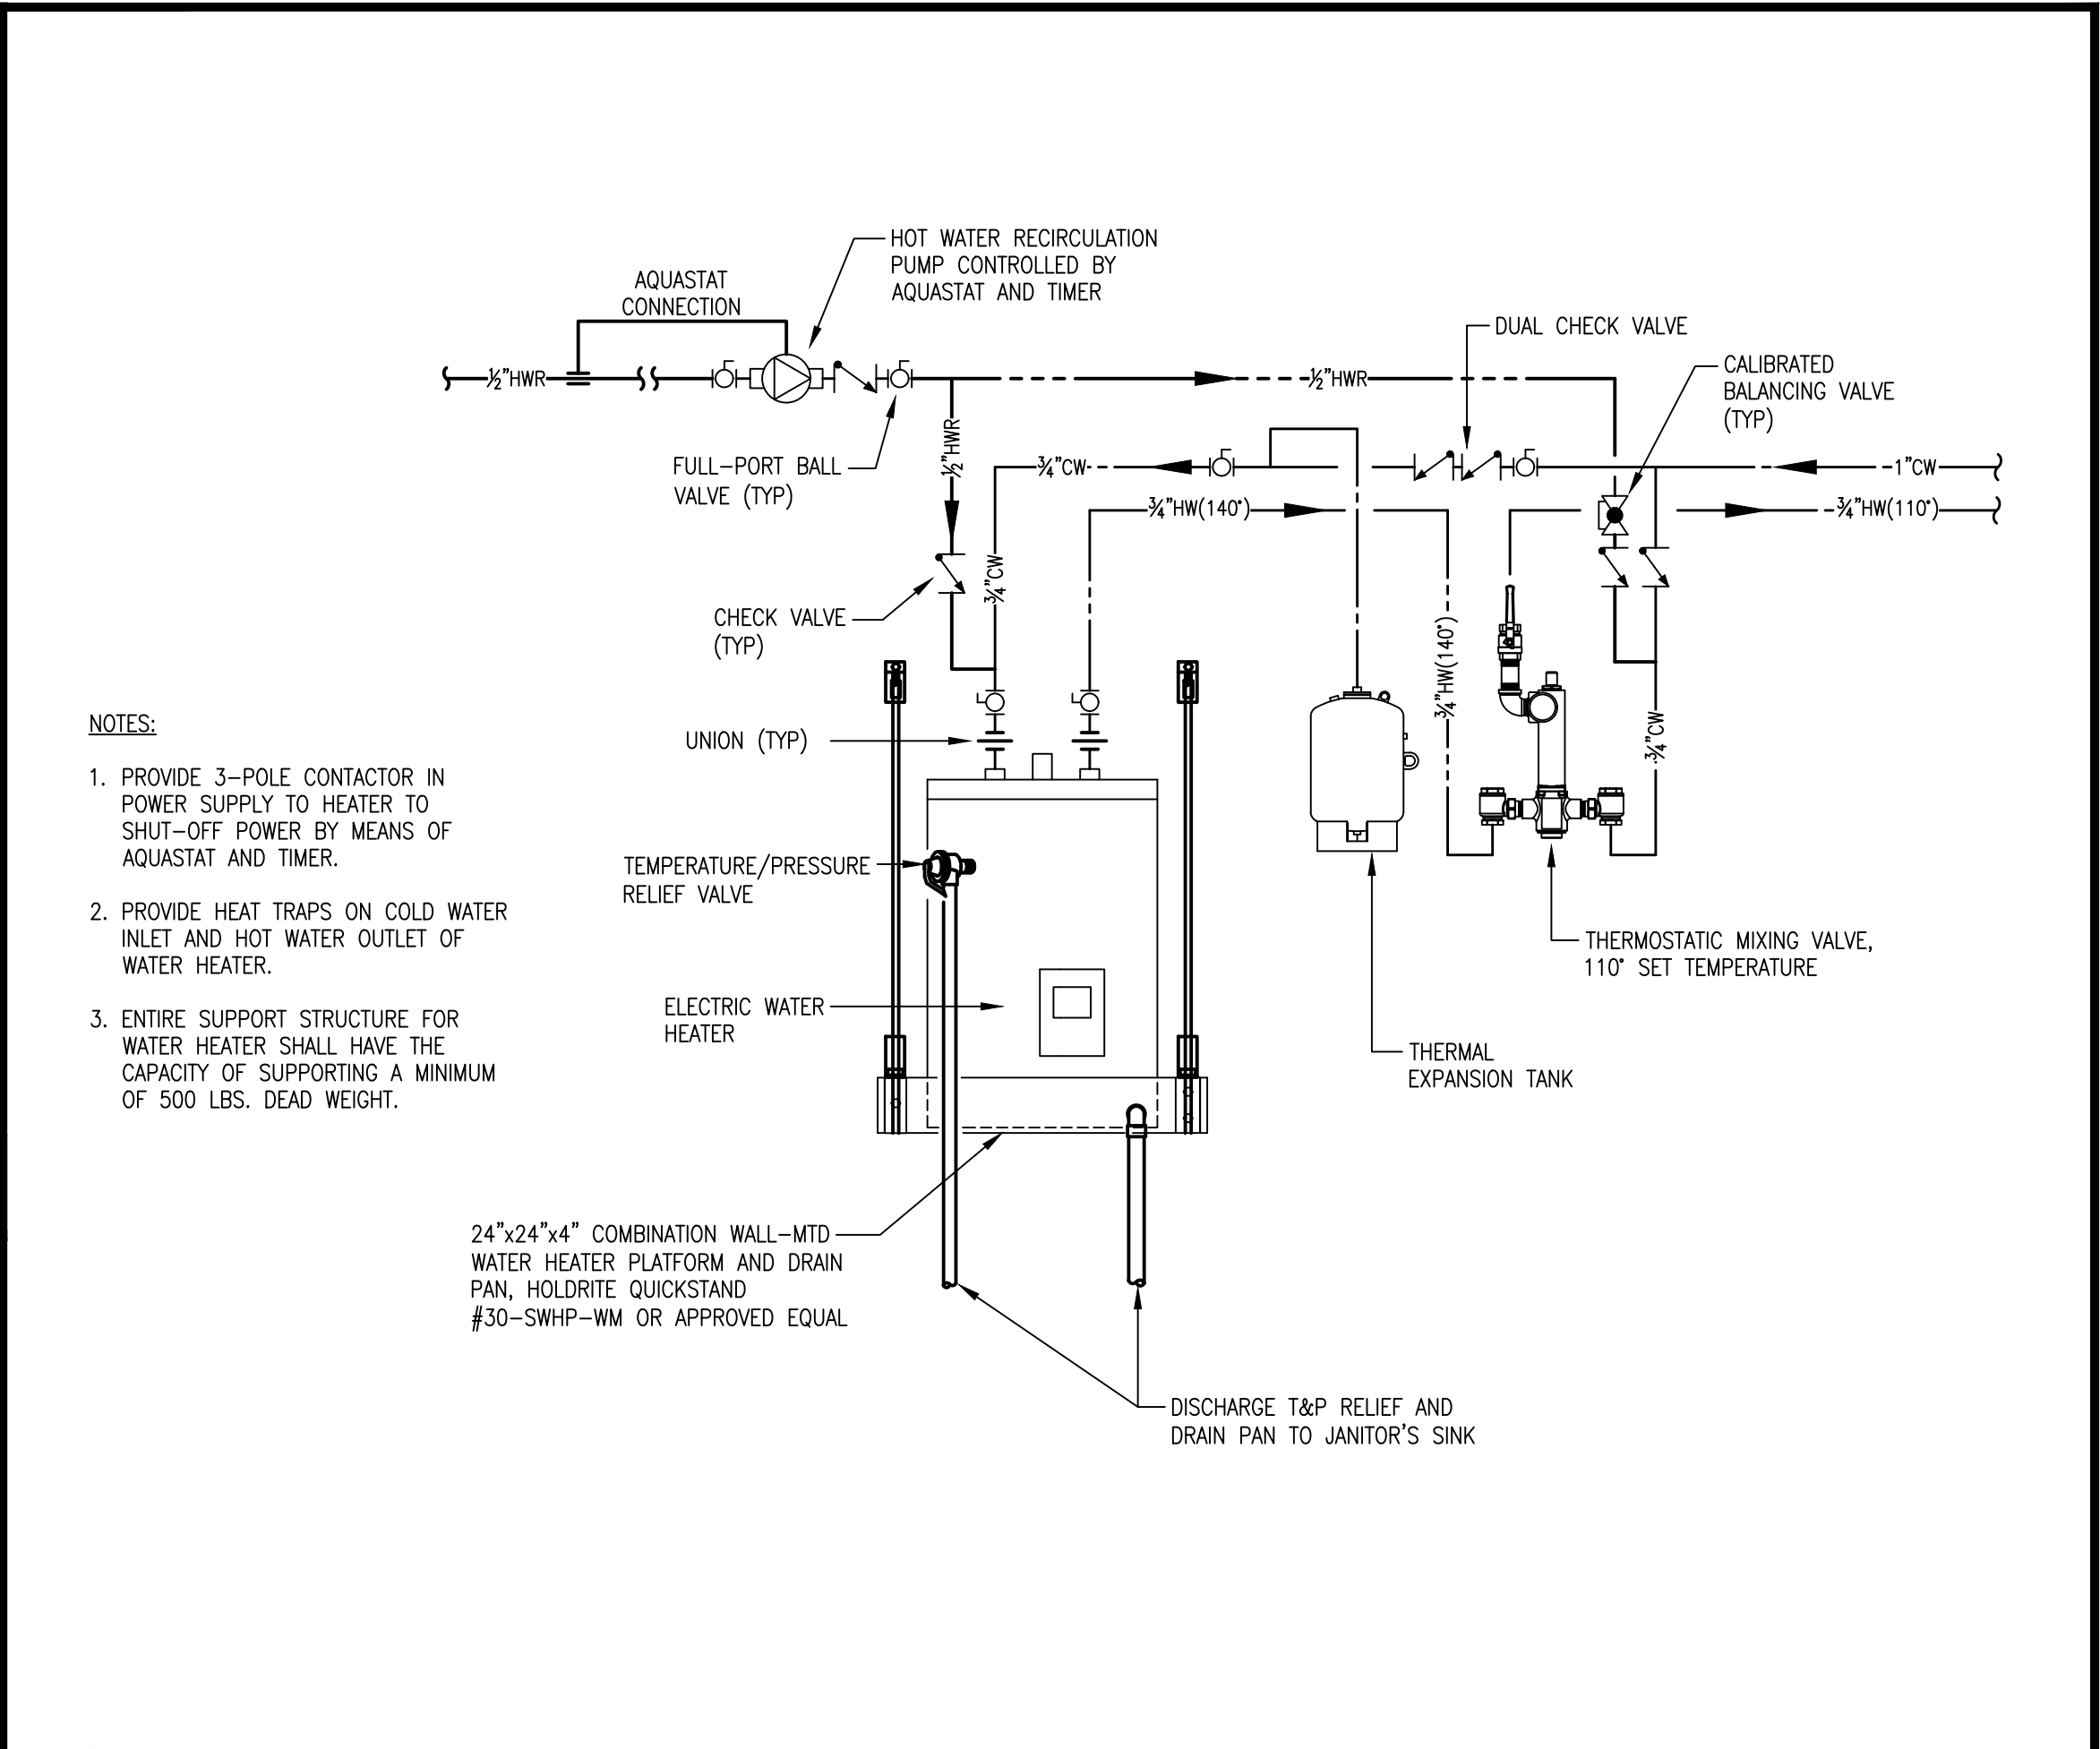 HOT WATER RECIRCULATION
PUMP CONTROLLED BY
AQUASTAT AND TIMER
AQUASTAT
CONNECTION
DUAL CHECK VALVE
CALIBRATED
BALANCING VALVE
(TYP)
½"HWR
½"HWR
½"HWR
FULL-PORT BALL
VALVE (TYP)
¾"CW
1"CW
¾"HW(140°)
¾"HW(110°)
¾"CW
CHECK VALVE
(TYP)
¾"HW(140°)
¾"CW
UNION (TYP)
NOTES:
1. PROVIDE 3-POLE CONTACTOR IN
POWER SUPPLY TO HEATER TO
SHUT-OFF POWER BY MEANS OF
AQUASTAT AND TIMER.
2. PROVIDE HEAT TRAPS ON COLD WATER
INLET AND HOT WATER OUTLET OF
WATER HEATER.
3. ENTIRE SUPPORT STRUCTURE FOR
WATER HEATER SHALL HAVE THE
CAPACITY OF SUPPORTING A MINIMUM
OF 500 LBS. DEAD WEIGHT.
TEMPERATURE/PRESSURE
RELIEF VALVE
THERMOSTATIC MIXING VALVE,
110° SET TEMPERATURE
ELECTRIC WATER
HEATER
THERMAL
EXPANSION TANK
24"x24"x4" COMBINATION WALL-MTD
WATER HEATER PLATFORM AND DRAIN
PAN, HOLDRITE QUICKSTAND
#30-SWHP-WM OR APPROVED EQUAL
DISCHARGE T&P RELIEF AND
DRAIN PAN TO JANITOR'S SINK